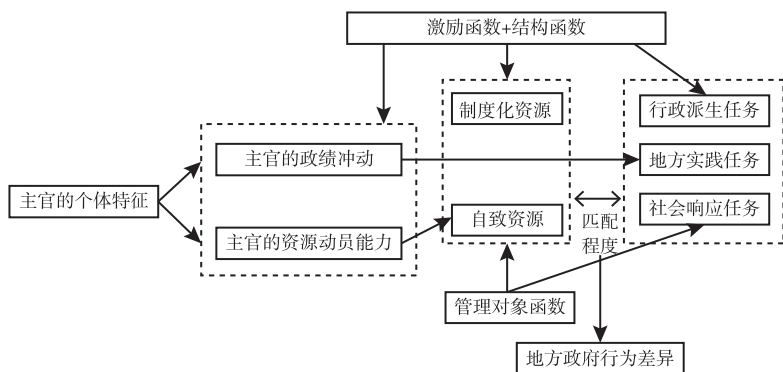 激励函数+结构函数
制度化资源
行政派生任务
主官的政绩冲动
地方实践任务
主官的个体特征
自致资源
社会响应任务
主官的资源动员能力
匹配
程度
管理对象函数
地方政府行为差异